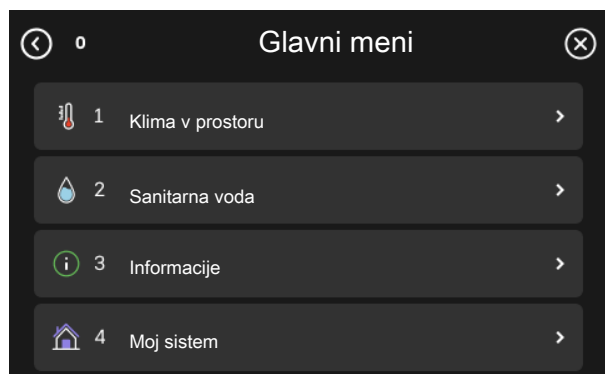 0 Glavni meni
1 Klima v prostoru
2 Sanitarna voda
3 Informacije
4 Moj sistem